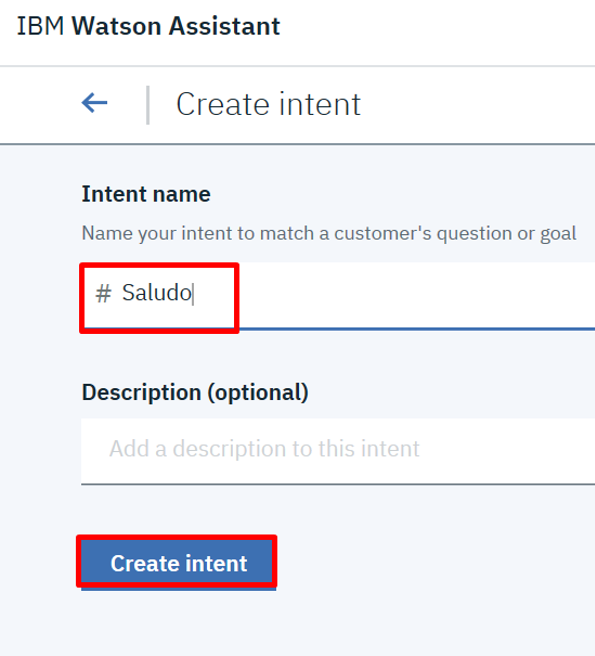 IBM Watson Assistant
Create intent
Intent name
Name your intent to match a customer's question or goal
# Saludo
Description (optional)
Add a description to this intent
Create intent